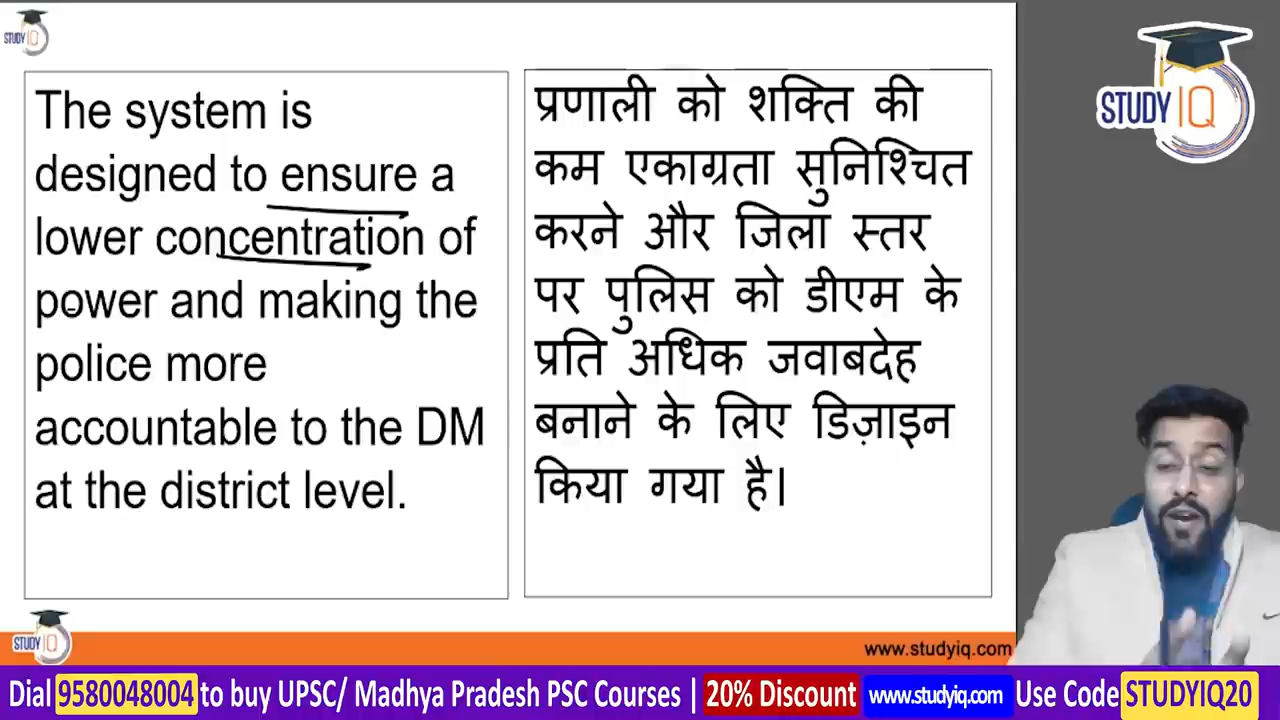 STUDY IQ
The system is
designed to ensure a
lower concentration of
power and making the
police more
accountable to the DM
at the district level.
प्रणाली को शक्ति की
कम एकाग्रता सुनिश्चित
करने और जिला स्तर
पर पुलिस को डीएम के
प्रति अधिक जवाबदेह
बनाने के लिए डिज़ाइन
किया गया है।
STUDY IQ
STUDY IQ
www.studyiq.com
Dial 9580048004 to buy UPSC/ Madhya Pradesh PSC Courses | 20% Discount www.studyiq.com Use Code STUDYIQ20